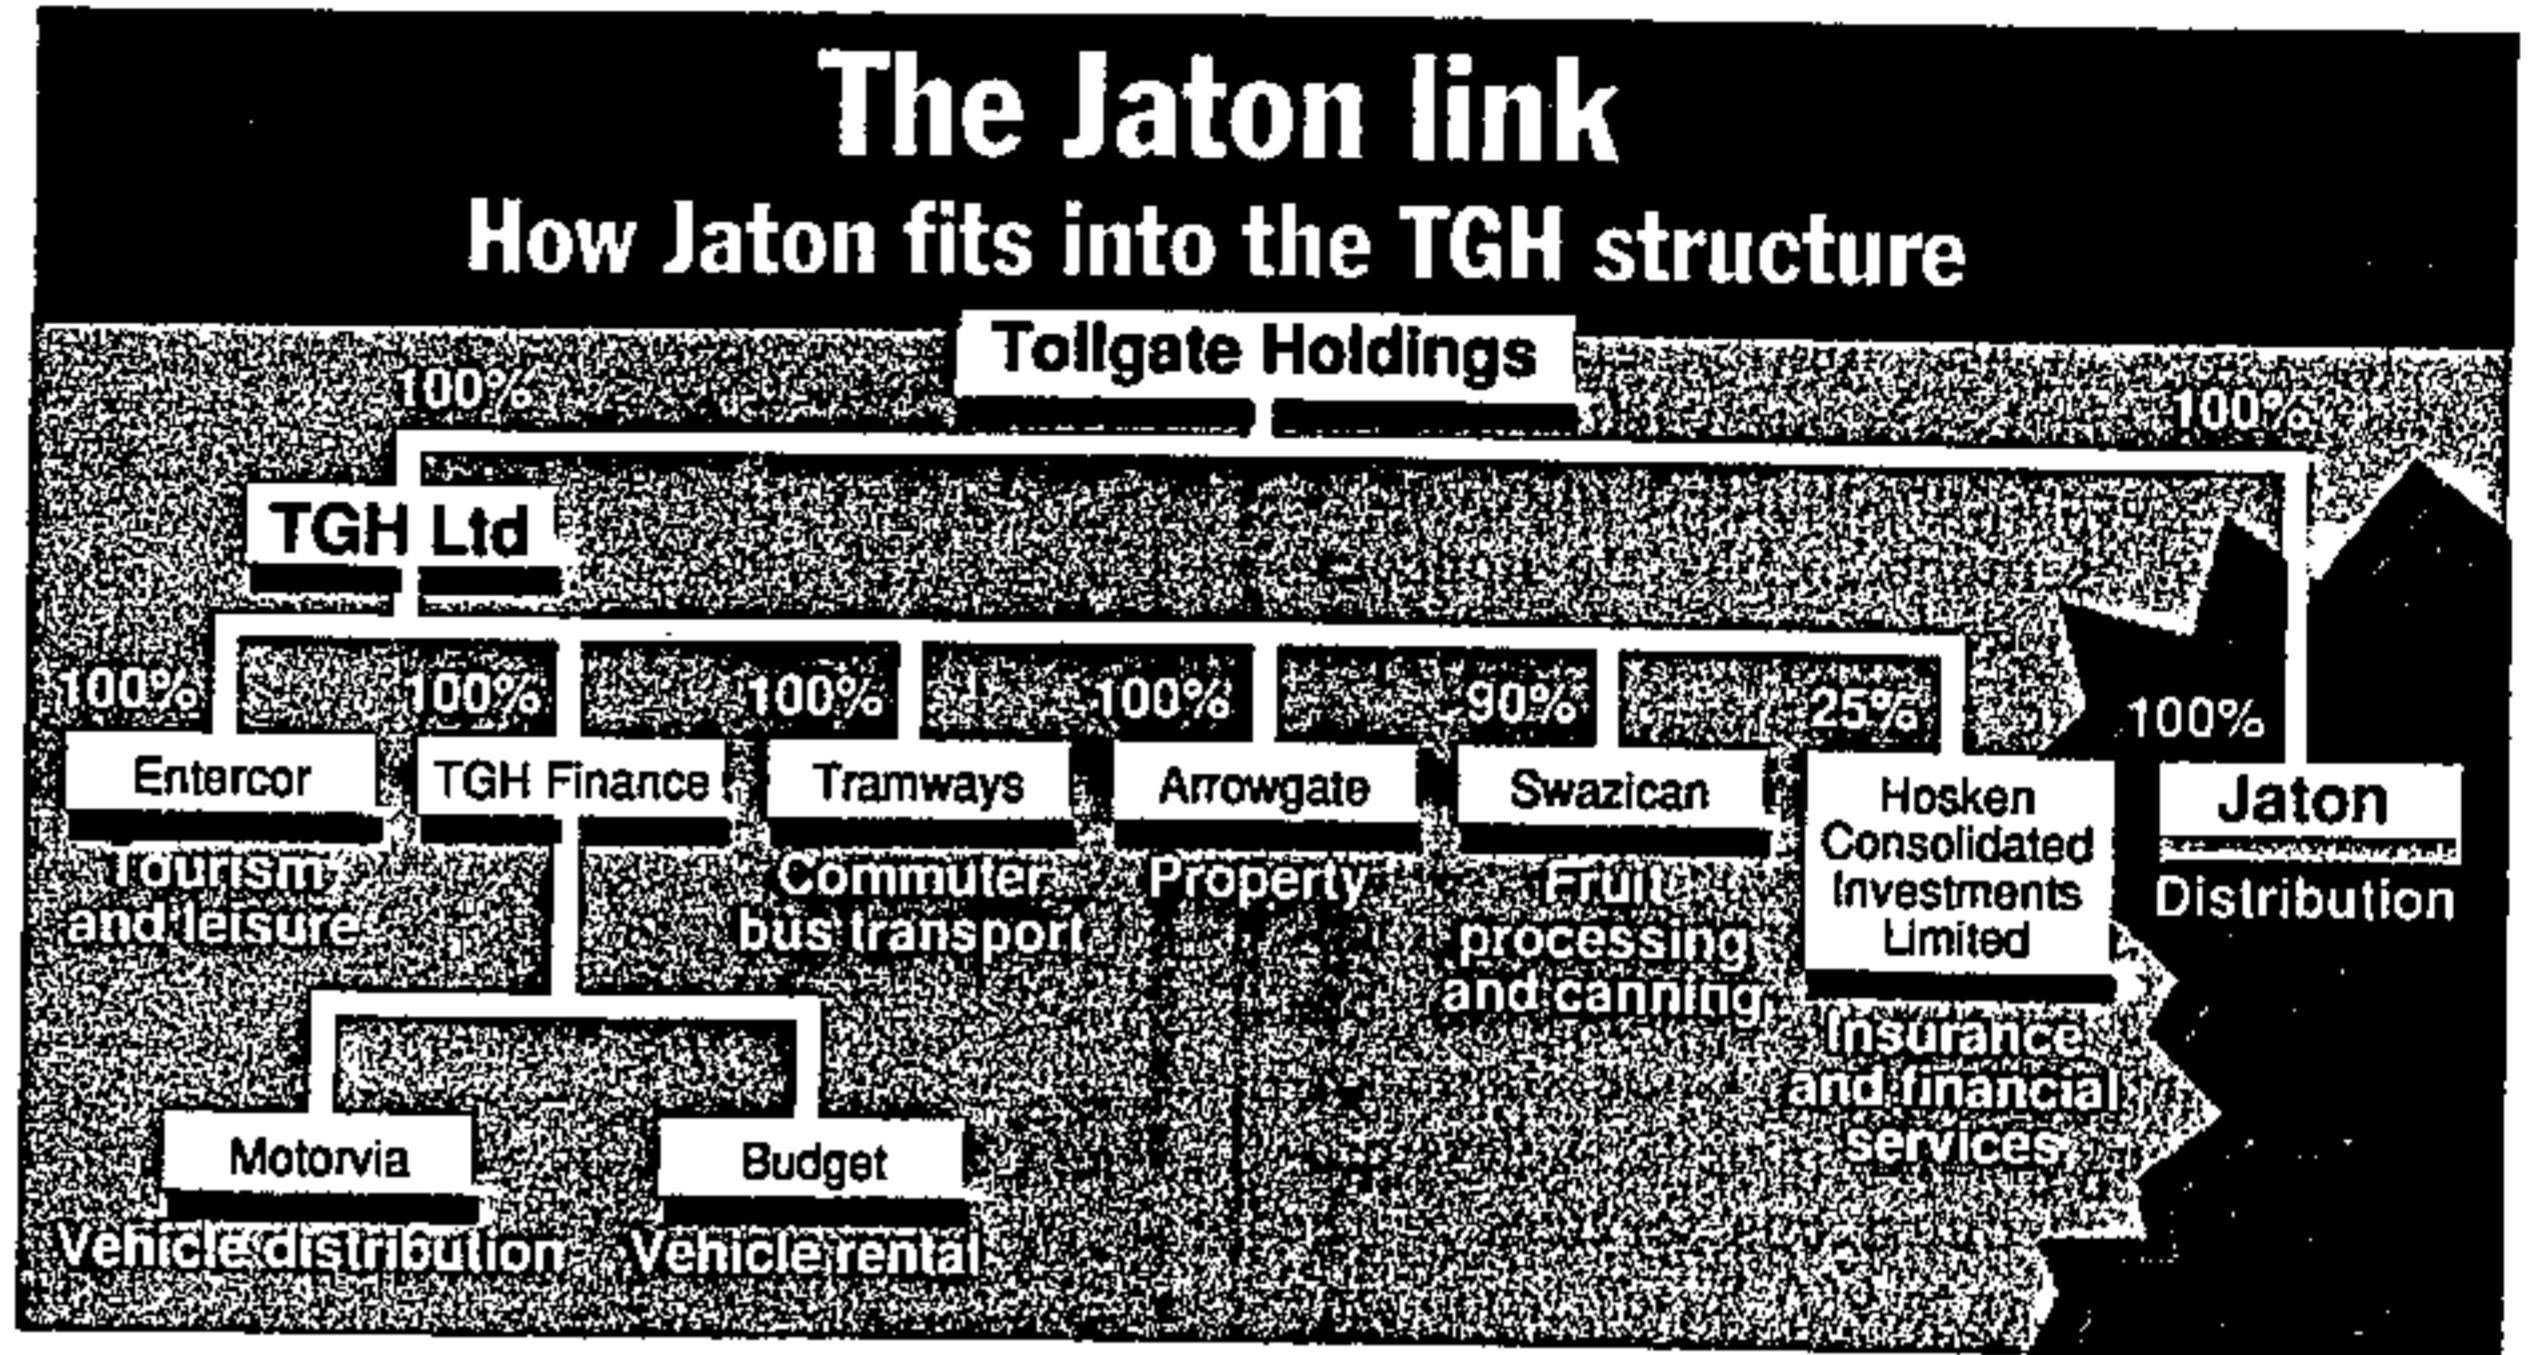 The Jaton link
How Jaton fits into the TGH structure
Tollgate Holdings
100%
100%
TGH Ltd
100%
100%
100%
100%
90%
25%
100%
Entercor
TGH Finance
Tramways
Arrowgate
Swazican
Hosken
Consolidated
Investments
Limited
Jaton
Tourism
and leisure
Commuter
bus transport
Property
Fruit
processing
and canning
Insurance
and financial
services
Distribution
Motorvia
Budget
Vehicle distribution
Vehicle rental